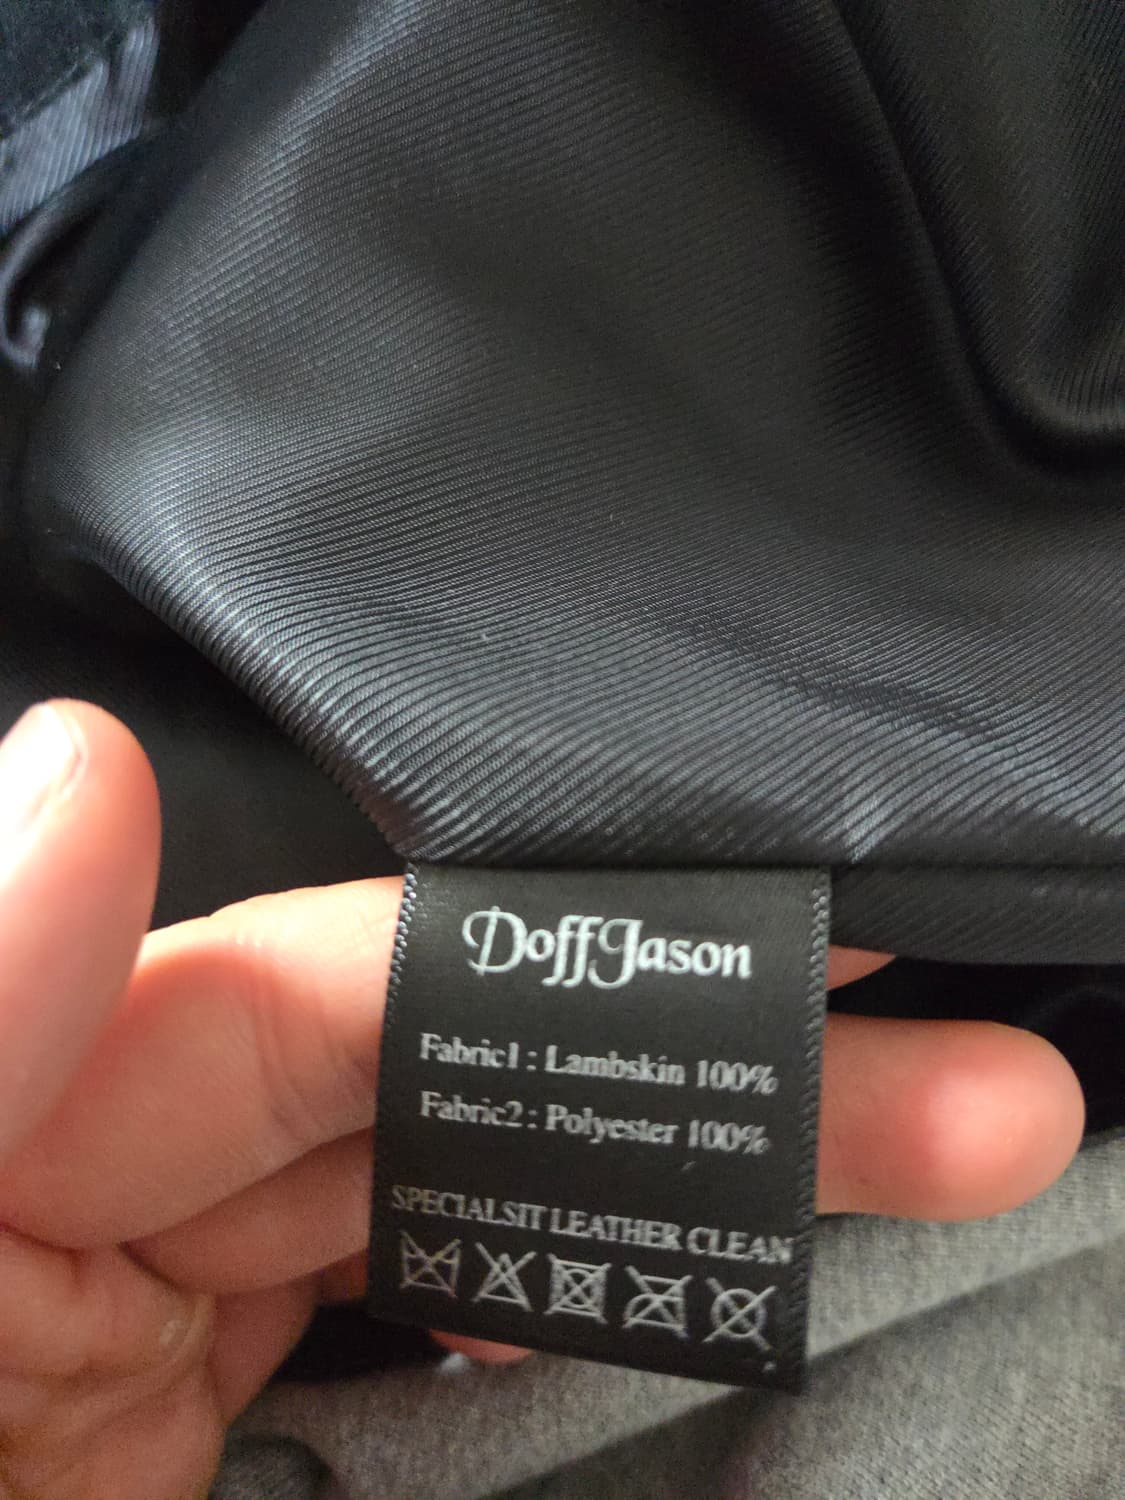 DoffJason
Fabric1 : Lambskin 100%
Fabric2 : Polyester 100%
SPECIALSIT LEATHER CLEAN